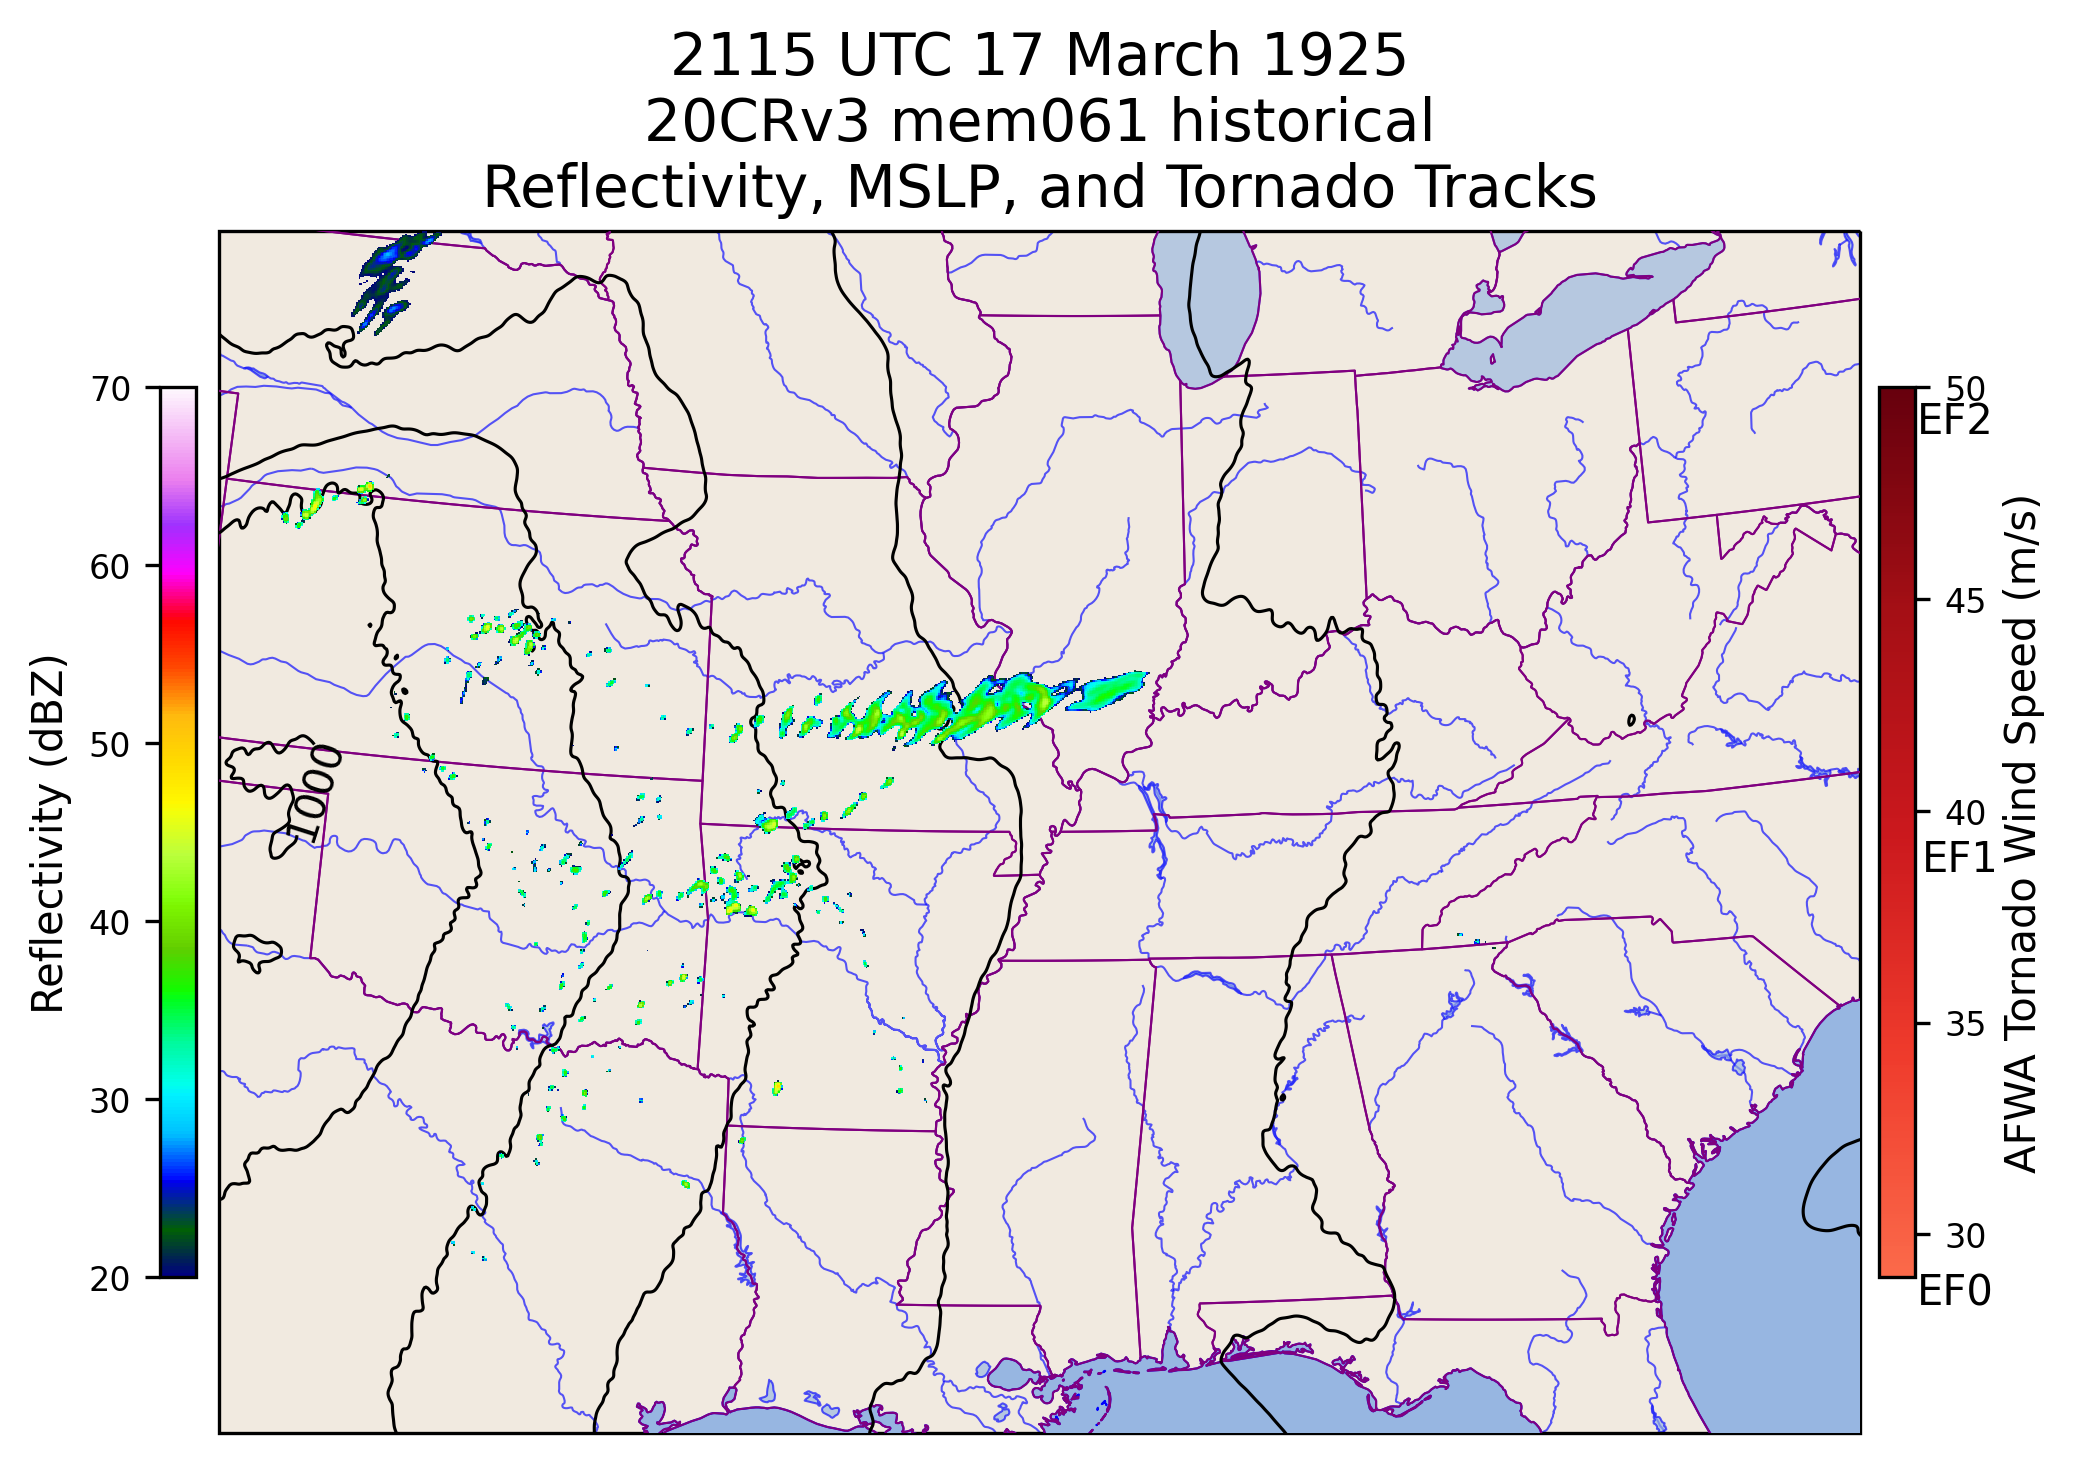 2115 UTC 17 March 1925
20CRv3 mem061 historical
Reflectivity, MSLP, and Tornado Tracks
Reflectivity (dBZ)
70
60
50
40
30
20
1000
50
EF2
45
40
EF1
35
30
EF0
AFWA Tornado Wind Speed (m/s)